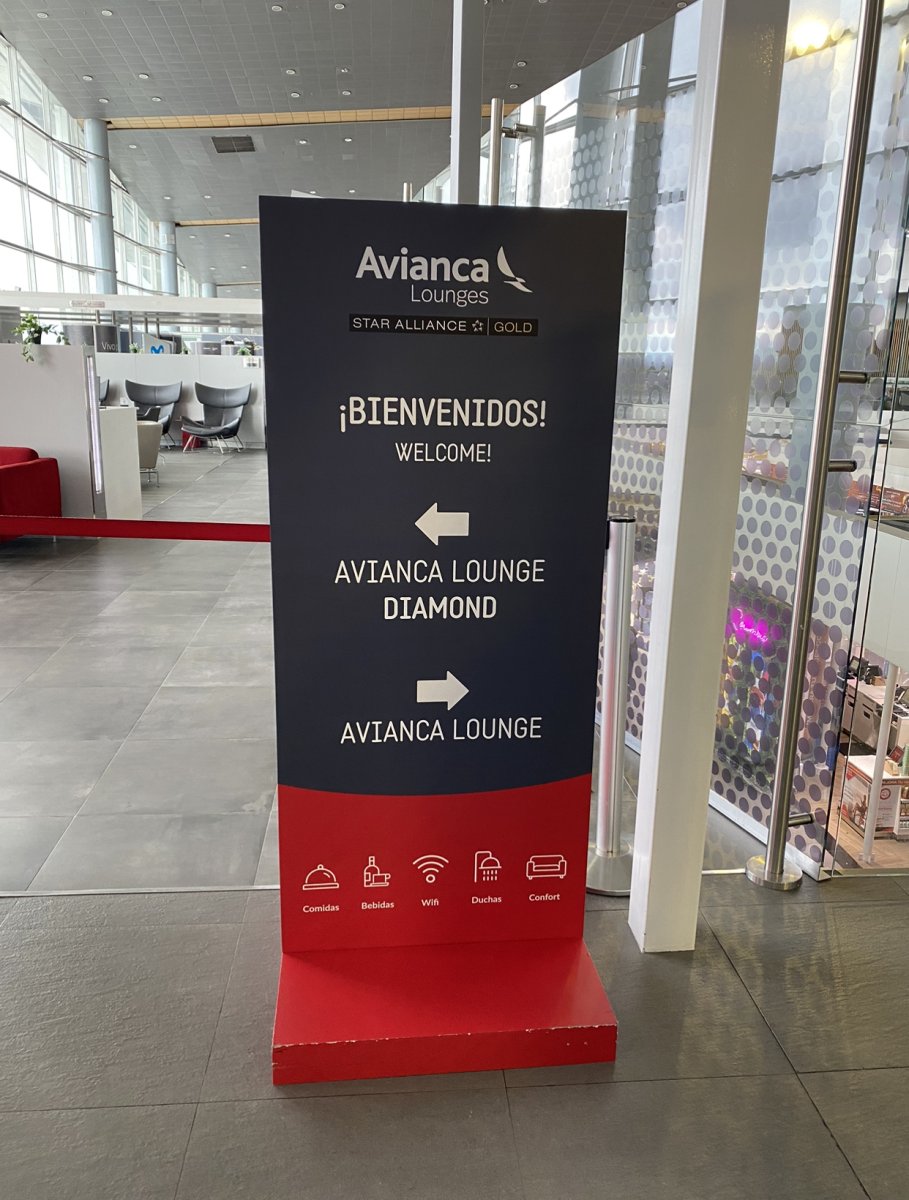 Avianca
Lounges
STAR ALLIANCE | GOLD
¡BIENVENIDOS!
WELCOME!
AVIANCA LOUNGE
DIAMOND
AVIANCA LOUNGE
Comidas Bebidas Wifi Duchas Confort